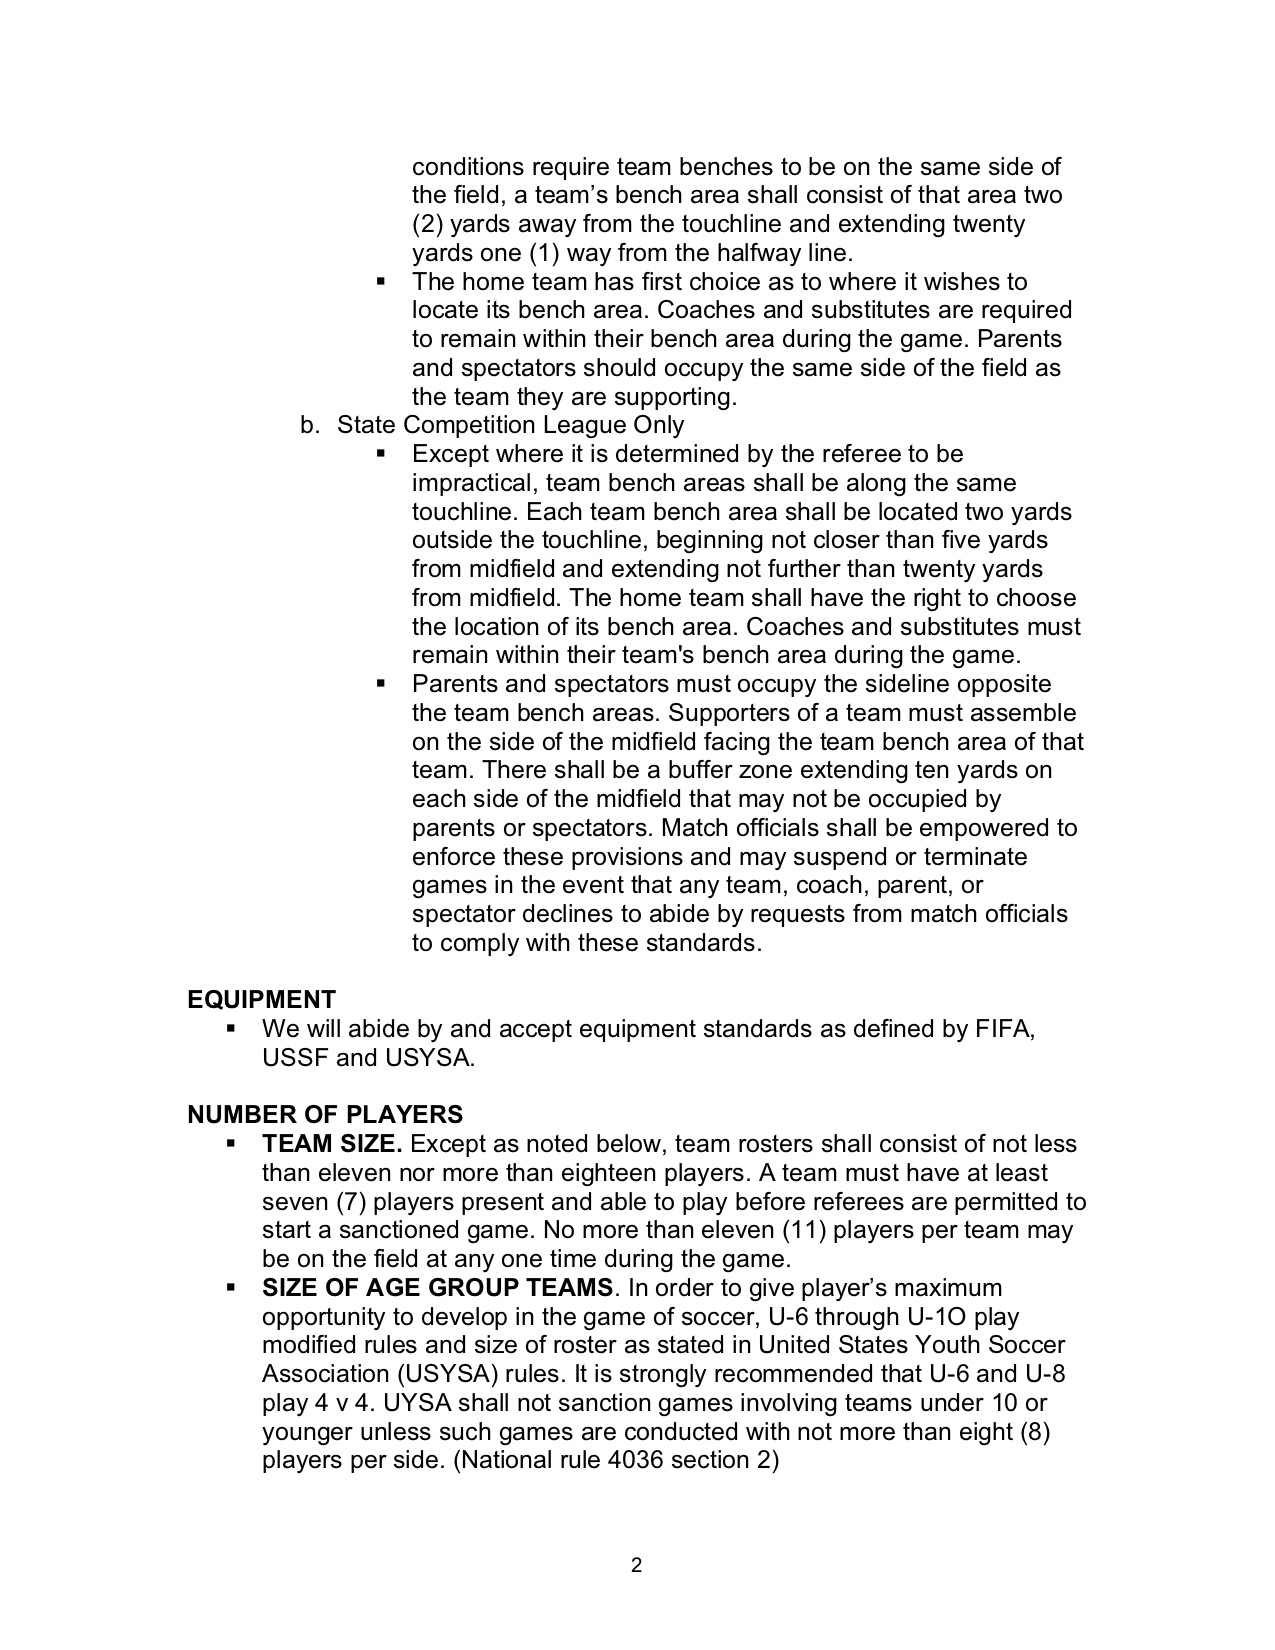 conditions require team benches to be on the same side of
the field, a team’s bench area shall consist of that area two
(2) yards away from the touchline and extending twenty
yards one (1) way from the halfway line.
▪ The home team has first choice as to where it wishes to
locate its bench area. Coaches and substitutes are required
to remain within their bench area during the game. Parents
and spectators should occupy the same side of the field as
the team they are supporting.
b. State Competition League Only
▪ Except where it is determined by the referee to be
impractical, team bench areas shall be along the same
touchline. Each team bench area shall be located two yards
outside the touchline, beginning not closer than five yards
from midfield and extending not further than twenty yards
from midfield. The home team shall have the right to choose
the location of its bench area. Coaches and substitutes must
remain within their team's bench area during the game.
▪ Parents and spectators must occupy the sideline opposite
the team bench areas. Supporters of a team must assemble
on the side of the midfield facing the team bench area of that
team. There shall be a buffer zone extending ten yards on
each side of the midfield that may not be occupied by
parents or spectators. Match officials shall be empowered to
enforce these provisions and may suspend or terminate
games in the event that any team, coach, parent, or
spectator declines to abide by requests from match officials
to comply with these standards.
EQUIPMENT
▪ We will abide by and accept equipment standards as defined by FIFA,
USSF and USYSA.
NUMBER OF PLAYERS
▪ TEAM SIZE. Except as noted below, team rosters shall consist of not less
than eleven nor more than eighteen players. A team must have at least
seven (7) players present and able to play before referees are permitted to
start a sanctioned game. No more than eleven (11) players per team may
be on the field at any one time during the game.
▪ SIZE OF AGE GROUP TEAMS. In order to give player’s maximum
opportunity to develop in the game of soccer, U-6 through U-1O play
modified rules and size of roster as stated in United States Youth Soccer
Association (USYSA) rules. It is strongly recommended that U-6 and U-8
play 4 v 4. UYSA shall not sanction games involving teams under 10 or
younger unless such games are conducted with not more than eight (8)
players per side. (National rule 4036 section 2)
2